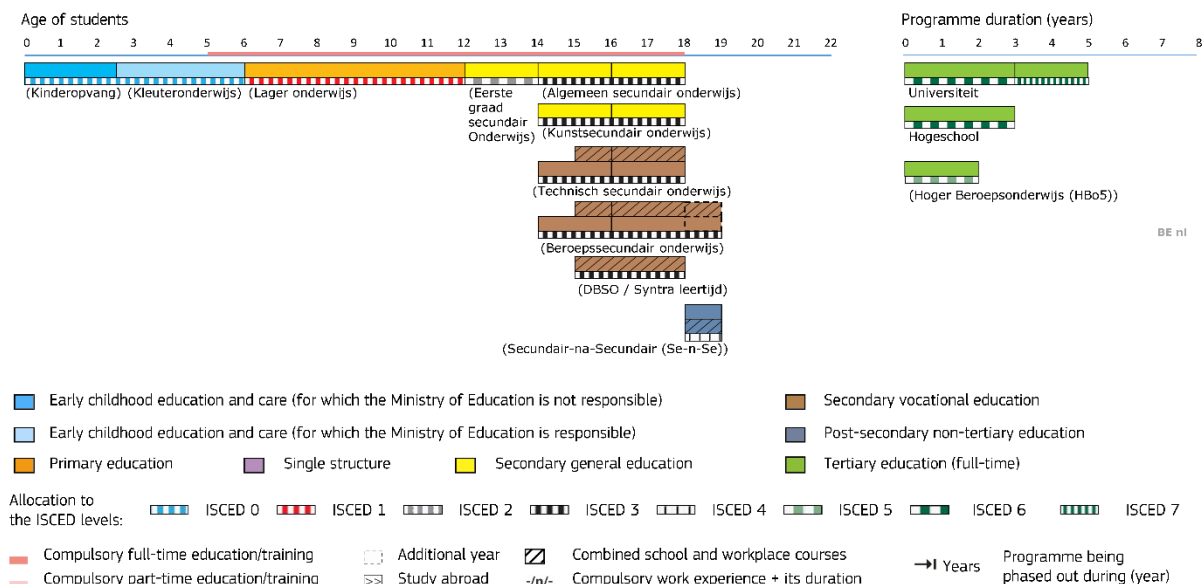 Age of students
Programme duration (years)
0 1 2 3 4 5 6 7 8 9 10 11 12 13 14 15 16 17 18 19 20 21 22
0 1 2 3 4 5 6 7 8
(Kinderopvang) (Kleuteronderwijs) (Lager onderwijs) (Eerste graad secundair Onderwijs) (Algemeen secundair onderwijs)
Universiteit
(Kunstsecundair onderwijs)
Hogeschool
(Technisch secundair onderwijs)
(Hoger Beroepsonderwijs (HBo5))
BE nl
(Beroepssecundair onderwijs)
(DBSO / Syntra leertijd)
(Secundair-na-Secundair (Se-n-Se))
Early childhood education and care (for which the Ministry of Education is not responsible)
Secondary vocational education
Early childhood education and care (for which the Ministry of Education is responsible)
Post-secondary non-tertiary education
Primary education
Single structure
Secondary general education
Tertiary education (full-time)
Allocation to
the ISCED levels:
ISCED 0
ISCED 1
ISCED 2
ISCED 3
ISCED 4
ISCED 5
ISCED 6
ISCED 7
Compulsory full-time education/training
Additional year
Combined school and workplace courses
Years
Programme being
phased out during (year)
Compulsory part-time education/training
>> Study abroad
-/n/- Compulsory work experience + its duration